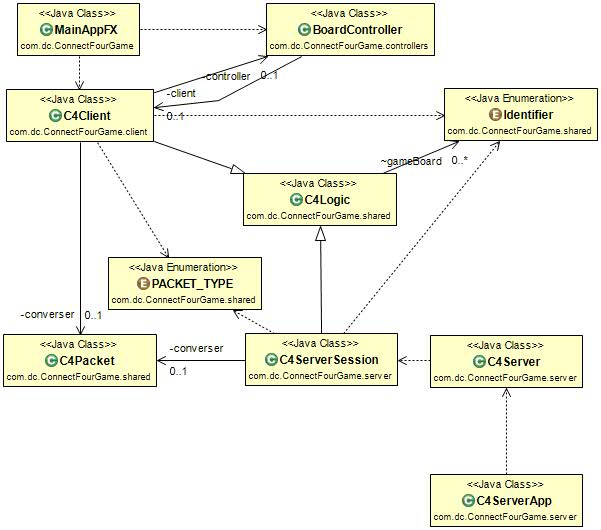 <<Java Class>>
MainAppFX
com.dc.ConnectFourGame
<<Java Class>>
BoardController
com.dc.ConnectFourGame.controllers
-controller
0..1
-client
0..1
<<Java Class>>
C4Client
com.dc.ConnectFourGame.client
<<Java Enumeration>>
Identifier
com.dc.ConnectFourGame.shared
~gameBoard
0..*
<<Java Class>>
C4Logic
com.dc.ConnectFourGame.shared
<<Java Enumeration>>
PACKET_TYPE
com.dc.ConnectFourGame.shared
-converser
0..1
<<Java Class>>
C4Packet
com.dc.ConnectFourGame.shared
-converser
0..1
<<Java Class>>
C4ServerSession
com.dc.ConnectFourGame.server
<<Java Class>>
C4Server
com.dc.ConnectFourGame.server
<<Java Class>>
C4ServerApp
com.dc.ConnectFourGame.server